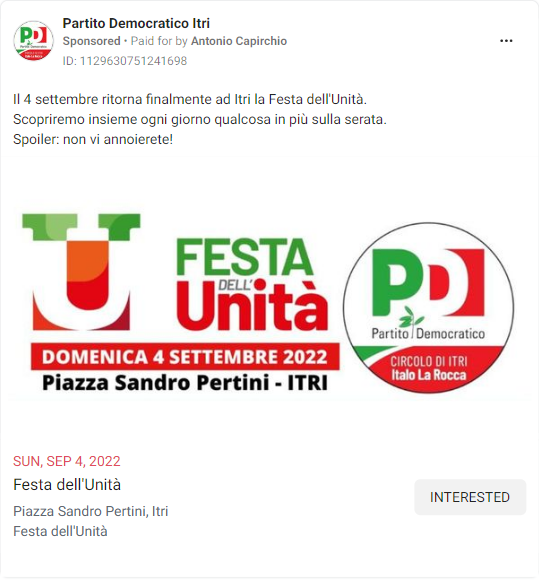 Partito Democratico Itri
Sponsored • Paid for by Antonio Capirchio
ID: 1129630751241698
Il 4 settembre ritorna finalmente ad Itri la Festa dell'Unità.
Scopriremo insieme ogni giorno qualcosa in più sulla serata.
Spoiler: non vi annoierete!
FESTA
DELL'
Unità
DOMENICA 4 SETTEMBRE 2022
Piazza Sandro Pertini - ITRI
PD
Partito Democratico
CIRCOLO DI ITRI
Italo La Rocca
SUN, SEP 4, 2022
Festa dell'Unità
INTERESTED
Piazza Sandro Pertini, Itri
Festa dell'Unità